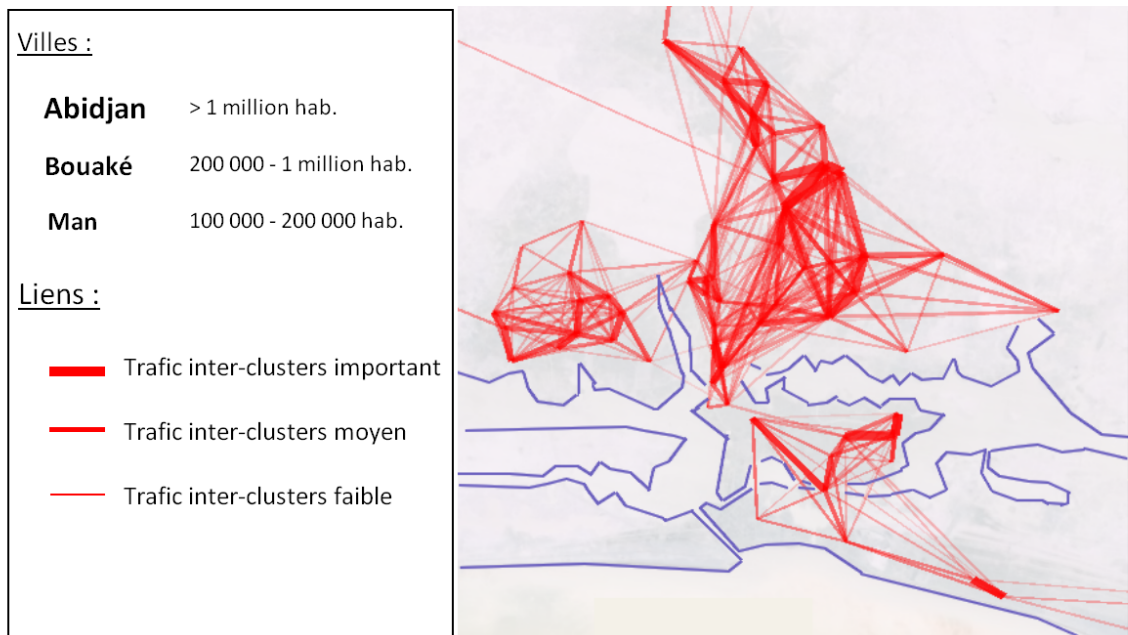 Villes :
Abidjan > 1 million hab.
Bouaké 200 000 - 1 million hab.
Man 100 000 - 200 000 hab.
Liens :
Trafic inter-clusters important
Trafic inter-clusters moyen
Trafic inter-clusters faible